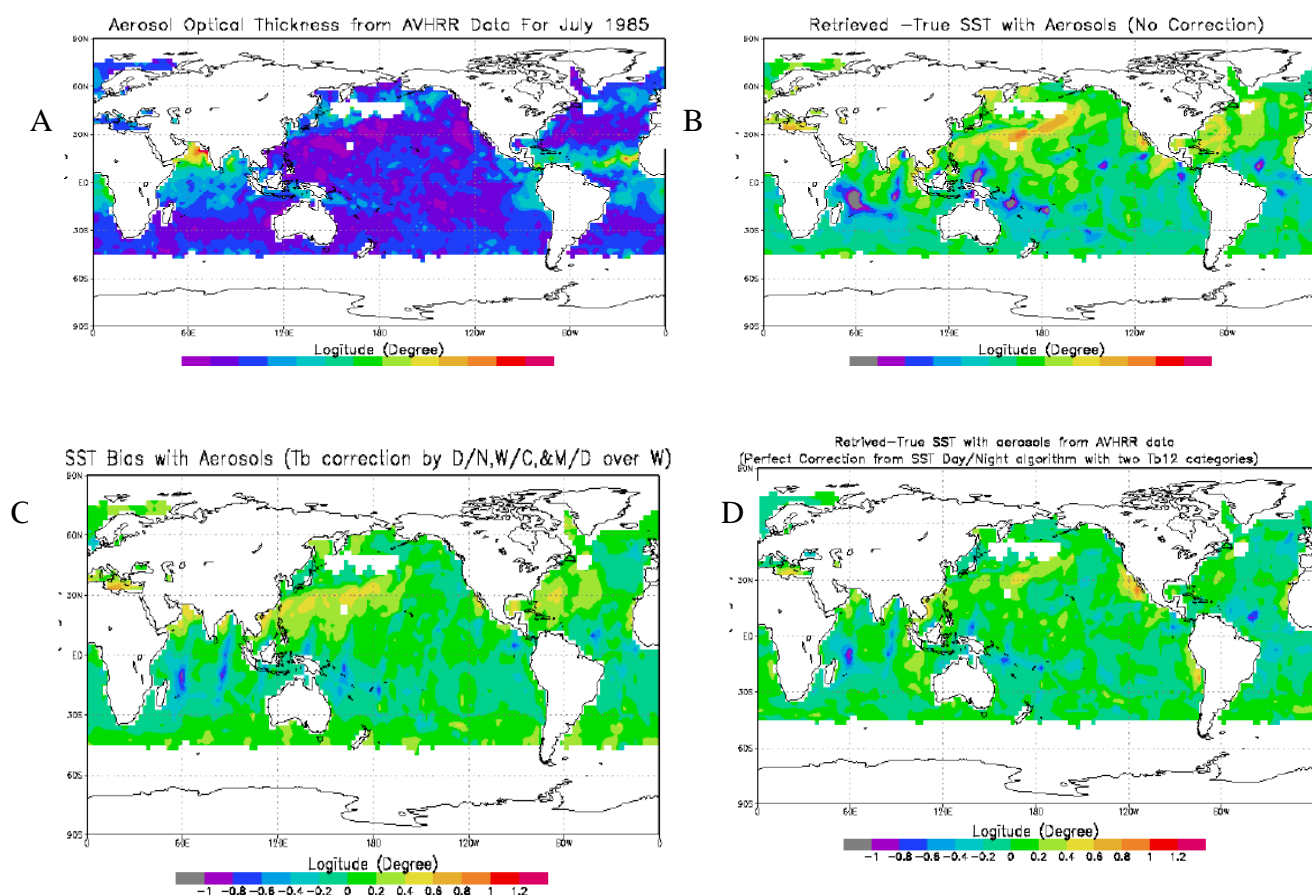 Aerosol Optical Thickness from AVHRR Data For July 1985
A
90N
60N
30N
EQ
30S
60S
90S
0 60E 120E 180 120W 60W 0
Logitude (Degree)
Retrieved -True SST with Aerosols (No Correction)
B
90N
60N
30N
EQ
30S
60S
90S
0 60E 120E 180 120W 60W
Logitude (Degree)
SST Bias with Aerosols (Tb correction by D/N,W/C,&M/D over W)
C
90N
60N
30N
EQ
30S
60S
90S
0 60E 120E 180 120W 60W 0
Logitude (Degree)
-1 -0.8 -0.6 -0.4 -0.2 0 0.2 0.4 0.6 0.8 1 1.2
Retrived-True SST with aerosols from AVHRR data
(Perfect Correction from SST Day/Night algorithm with two Tb12 categories)
D
90N
60N
30N
EQ
30S
60S
90S
0 60E 120E 180 120W 60W
Logitude (Degree)
-1 -0.8 -0.6 -0.4 -0.2 0 0.2 0.4 0.6 0.8 1 1.2